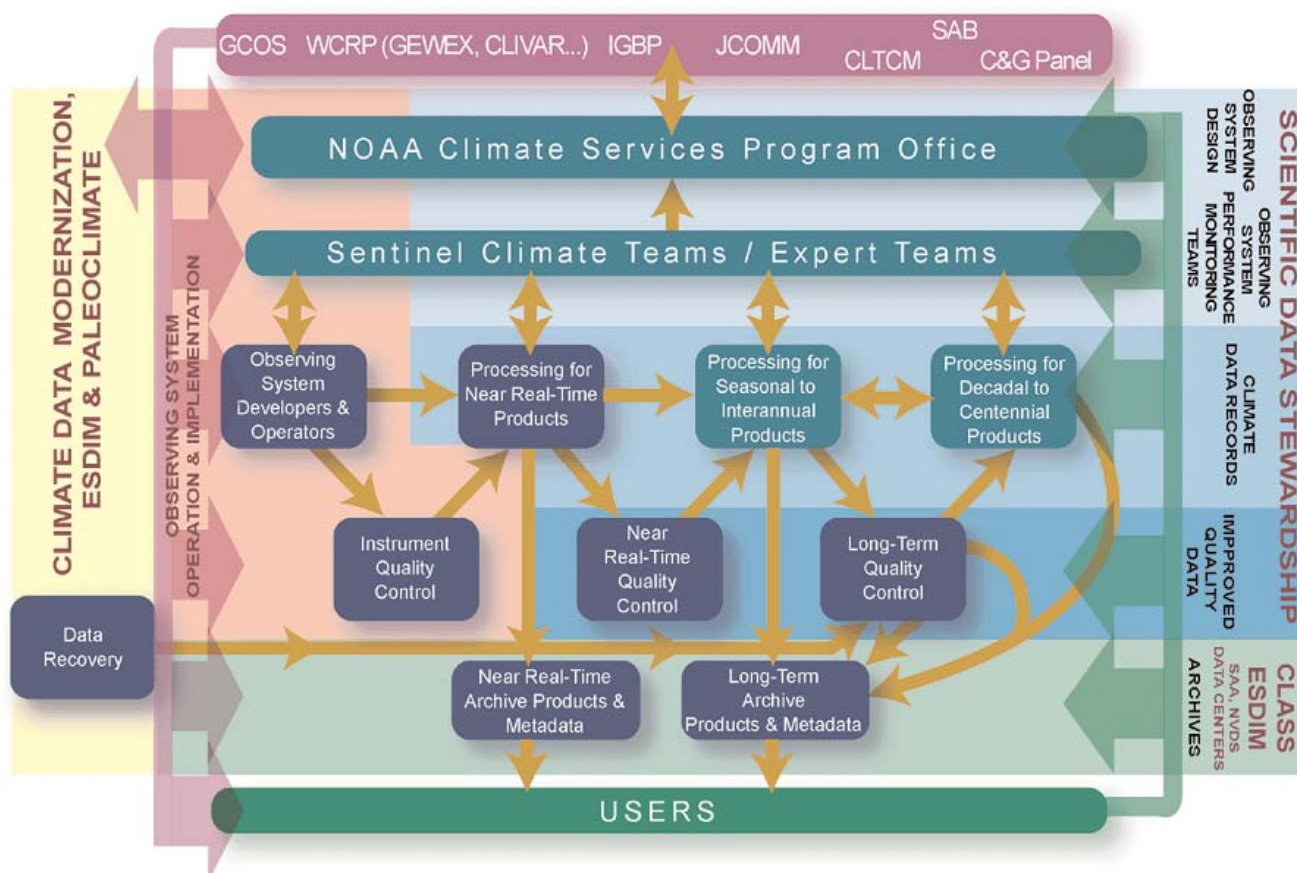 GCOS
WCRP (GEWEX, CLIVAR...)
IGBP
JCOMM
CLTCM
SAB
C&G Panel
NOAA Climate Services Program Office
Sentinel Climate Teams / Expert Teams
Observing
System
Developers &
Operators
Processing for
Near Real-Time
Products
Processing for
Seasonal to
Interannual
Products
Processing for
Decadal to
Centennial
Products
Instrument
Quality
Control
Near
Real-Time
Quality
Control
Long-Term
Quality
Control
Data
Recovery
Near Real-Time
Archive Products &
Metadata
Long-Term
Archive
Products & Metadata
USERS
CLIMATE DATA MODERNIZATION,
ESDIM & PALEOCLIMATE
OBSERVING SYSTEM
OPERATION & IMPLEMENTATION
SCIENTIFIC DATA STEWARDSHIP
OBSERVING
SYSTEM
DESIGN
OBSERVING
SYSTEM
PERFORMANCE
MONITORING
TEAMS
CLIMATE
DATA RECORDS
IMPPROVED
QUALITY
DATA
CLASS
ESDIM
SAA, NVDS
DATA CENTERS
ARCHIVES